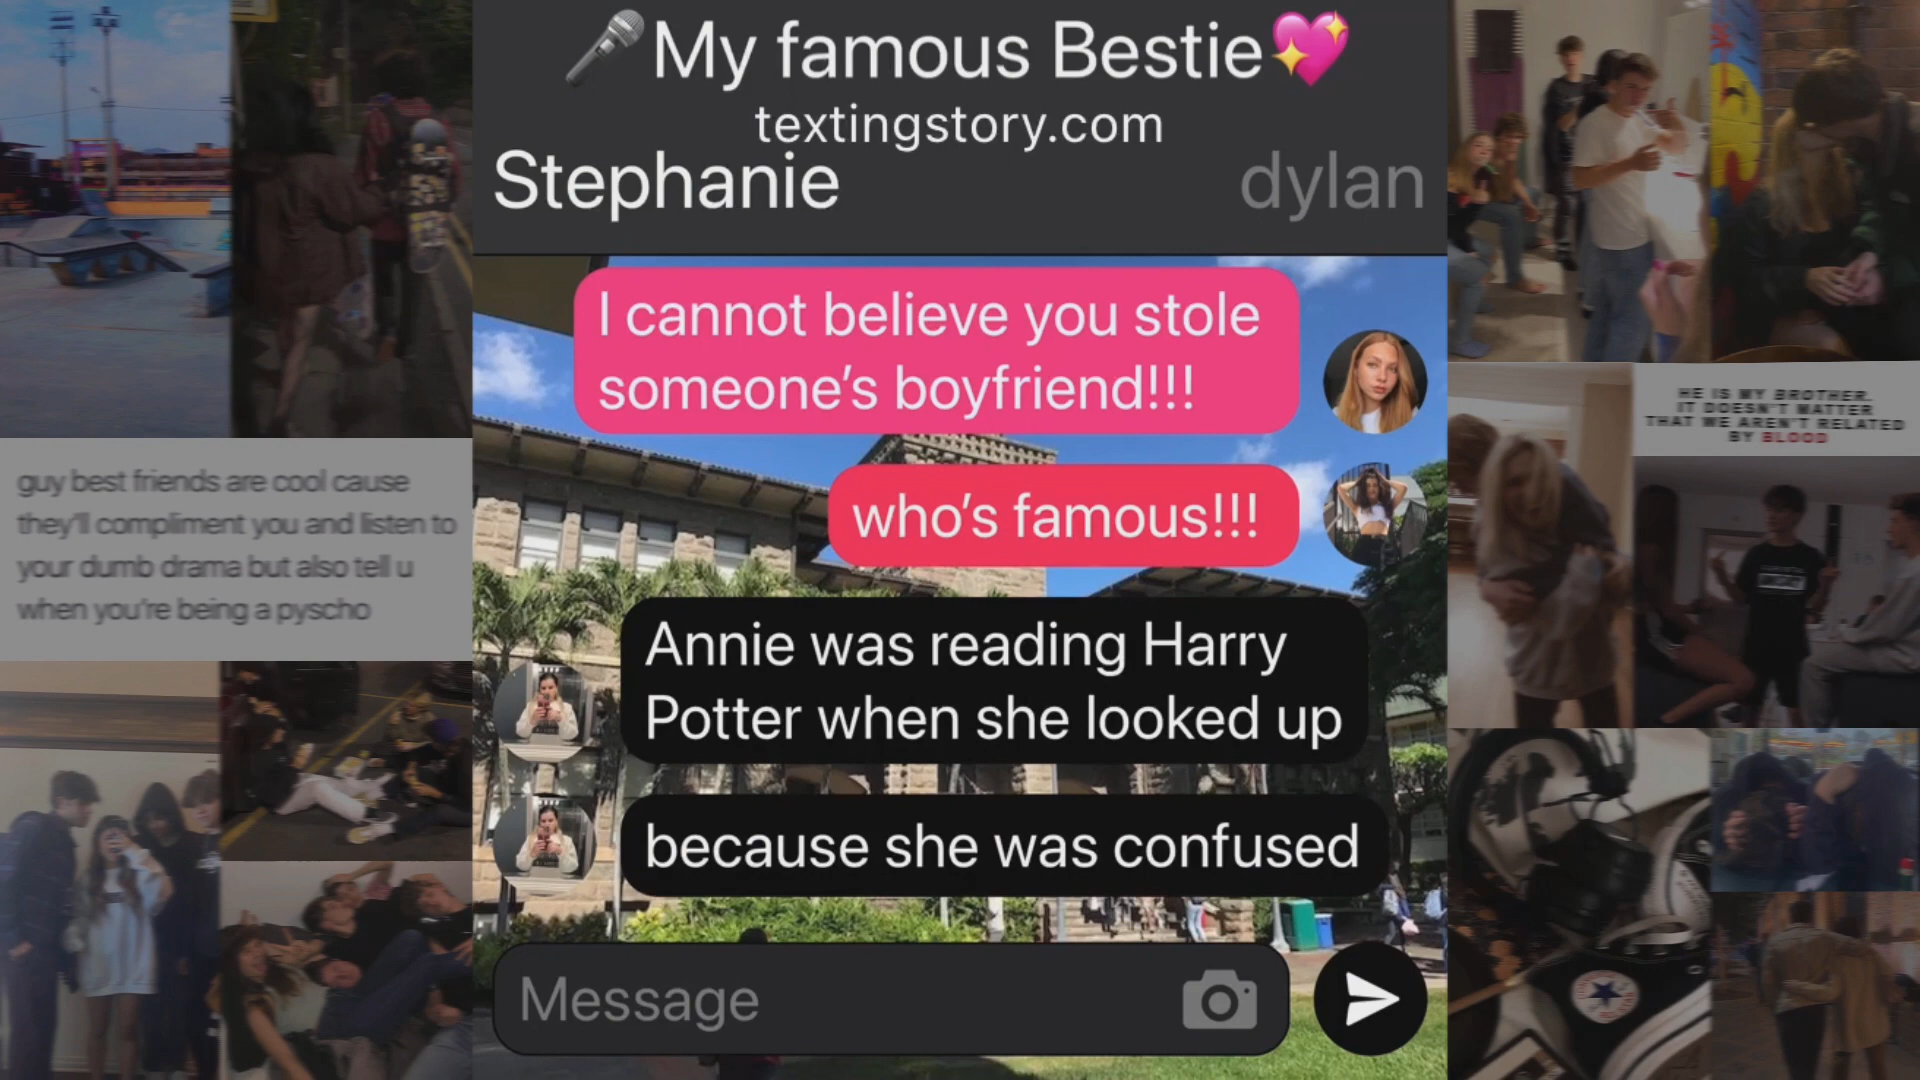 My famous Bestie
textingstory.com
Stephanie
dylan
I cannot believe you stole
someone's boyfriend!!!
who's famous!!!
Annie was reading Harry
Potter when she looked up
because she was confused
Message
guy best friends are cool cause
they'll compliment you and listen to
your dumb drama but also tell u
when you're being a pyscho
HE IS MY BROTHER.
IT DOESN'T MATTER
THAT WE AREN'T RELATED
BY BLOOD